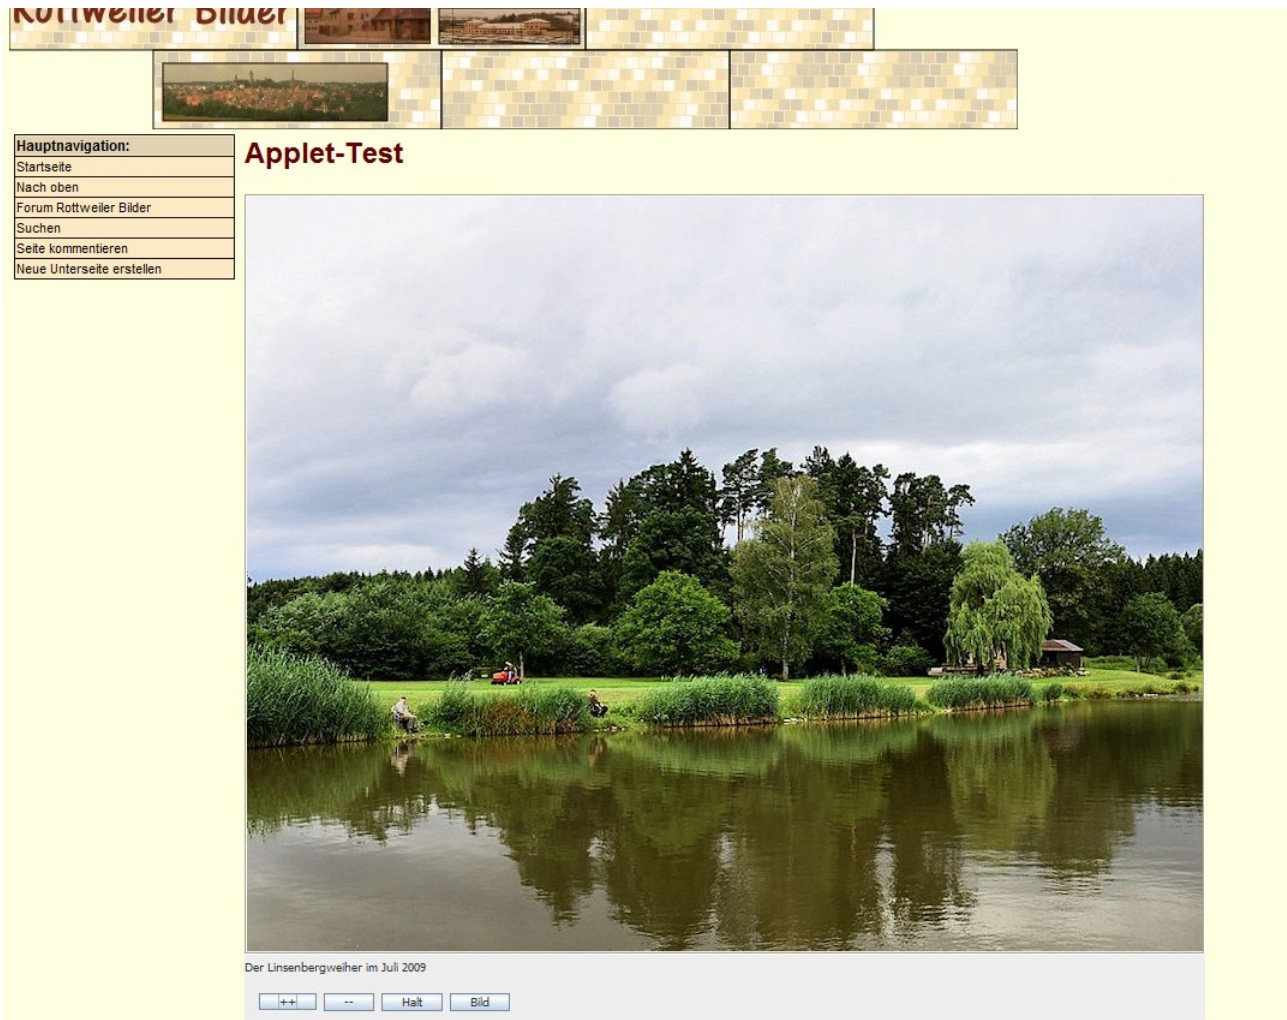 Rottweiler Bilder
Hauptnavigation:
Startseite
Nach oben
Forum Rottweiler Bilder
Suchen
Seite kommentieren
Neue Unterseite erstellen
Applet-Test
Der Linsenbergweiher im Juli 2009
++ -- Halt Bild